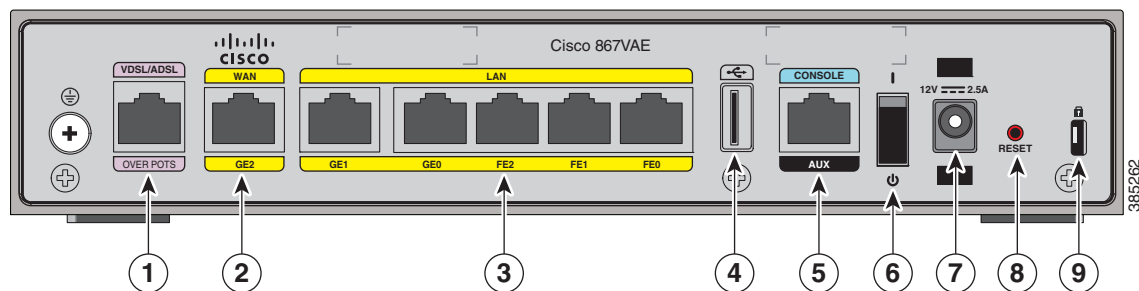 CISCO
Cisco 867VAE
VDSL/ADSL
WAN
LAN
CONSOLE
12V 2.5A
OVER POTS
GE2
GE1
GE0
FE2
FE1
FE0
AUX
RESET
385262
1
2
3
4
5
6
7
8
9